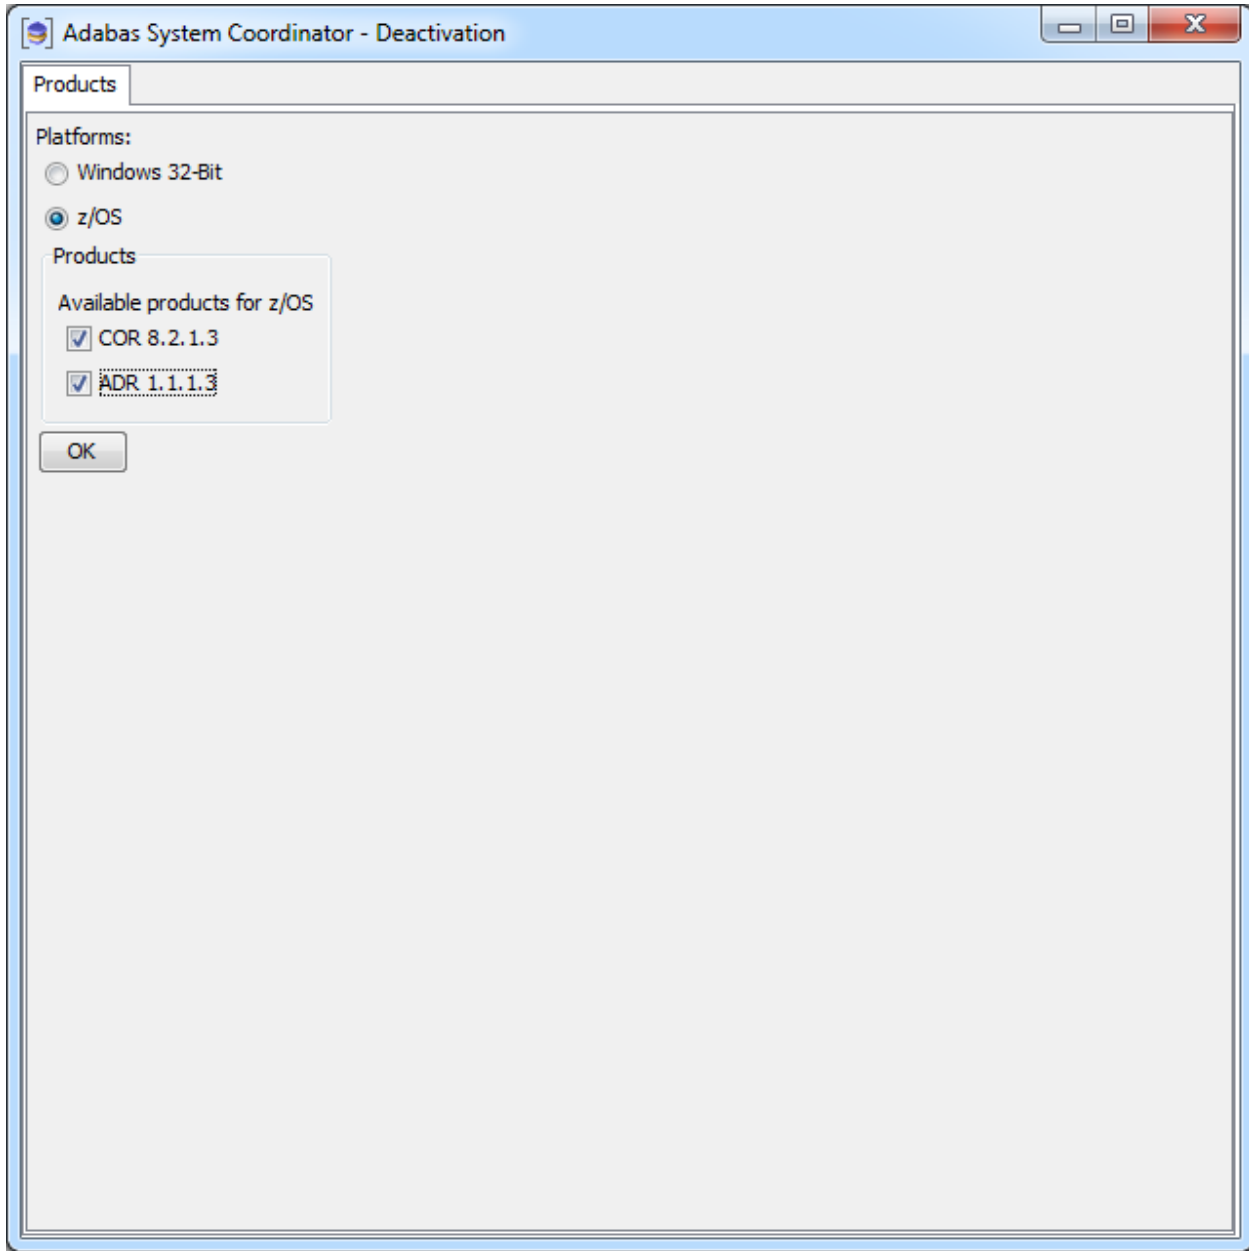 Adabas System Coordinator - Deactivation
Products
Platforms:
Windows 32-Bit
z/OS
Products
Available products for z/OS
COR 8.2.1.3
ADR 1.1.1.3
OK